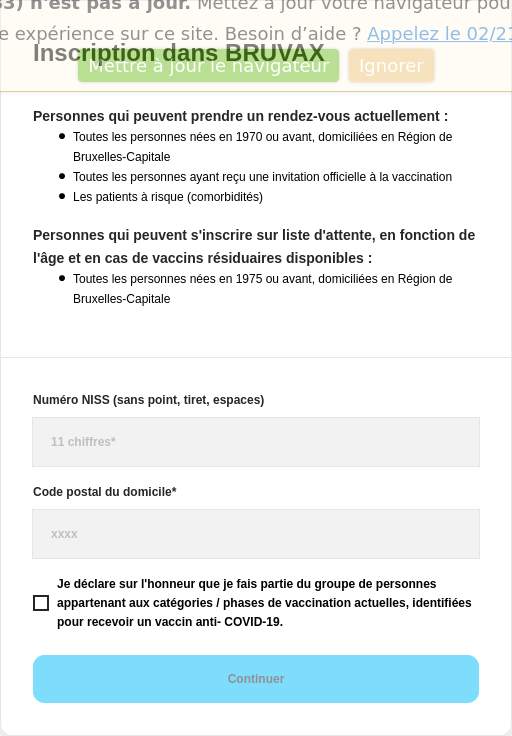 33) n'est pas à jour. Mettez à jour votre navigateur pou
e expérience sur ce site. Besoin d’aide ? Appelez le 02/21
Inscription dans BRUVAX
Mettre à jour le navigateur Ignorer
Personnes qui peuvent prendre un rendez-vous actuellement :
Toutes les personnes nées en 1970 ou avant, domiciliées en Région de
Bruxelles-Capitale
Toutes les personnes ayant reçu une invitation officielle à la vaccination
Les patients à risque (comorbidités)
Personnes qui peuvent s'inscrire sur liste d'attente, en fonction de
l'âge et en cas de vaccins résiduaires disponibles :
Toutes les personnes nées en 1975 ou avant, domiciliées en Région de
Bruxelles-Capitale
Numéro NISS (sans point, tiret, espaces)
11 chiffres*
Code postal du domicile*
xxxx
Je déclare sur l'honneur que je fais partie du groupe de personnes
appartenant aux catégories / phases de vaccination actuelles, identifiées
pour recevoir un vaccin anti- COVID-19.
Continuer